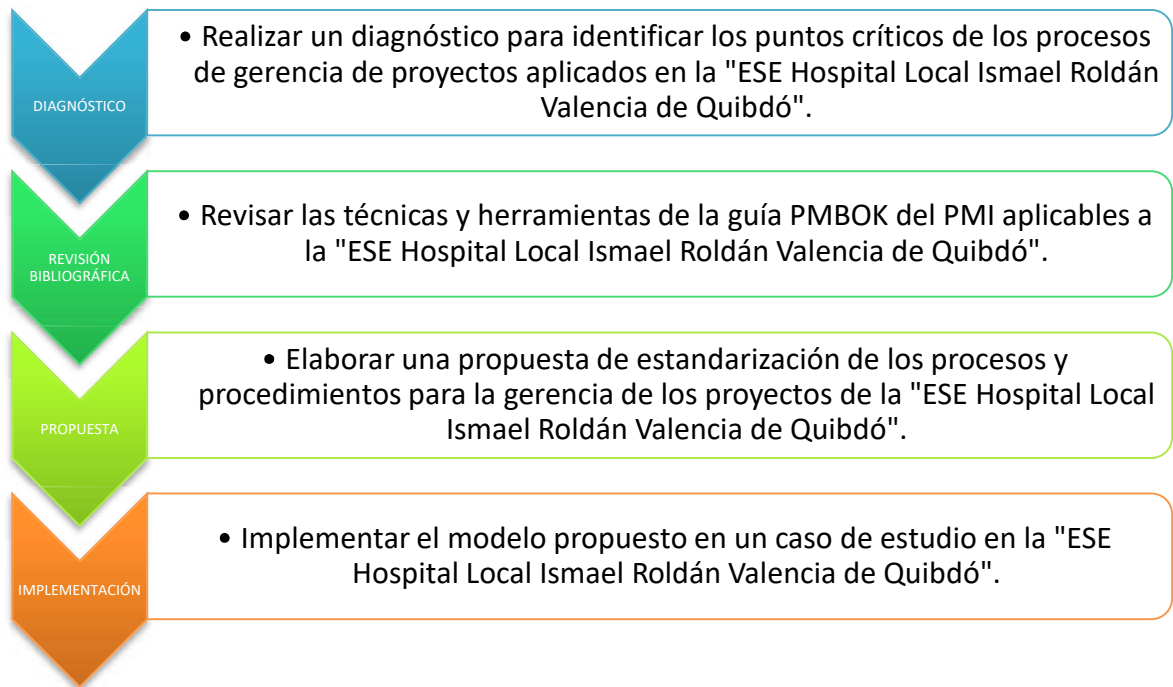 DIAGNÓSTICO
• Realizar un diagnóstico para identificar los puntos críticos de los procesos
de gerencia de proyectos aplicados en la "ESE Hospital Local Ismael Roldán
Valencia de Quibdó".
REVISIÓN
BIBLIOGRÁFICA
• Revisar las técnicas y herramientas de la guía PMBOK del PMI aplicables a
la "ESE Hospital Local Ismael Roldán Valencia de Quibdó".
PROPUESTA
• Elaborar una propuesta de estandarización de los procesos y
procedimientos para la gerencia de los proyectos de la "ESE Hospital Local
Ismael Roldán Valencia de Quibdó".
IMPLEMENTACIÓN
• Implementar el modelo propuesto en un caso de estudio en la "ESE
Hospital Local Ismael Roldán Valencia de Quibdó".